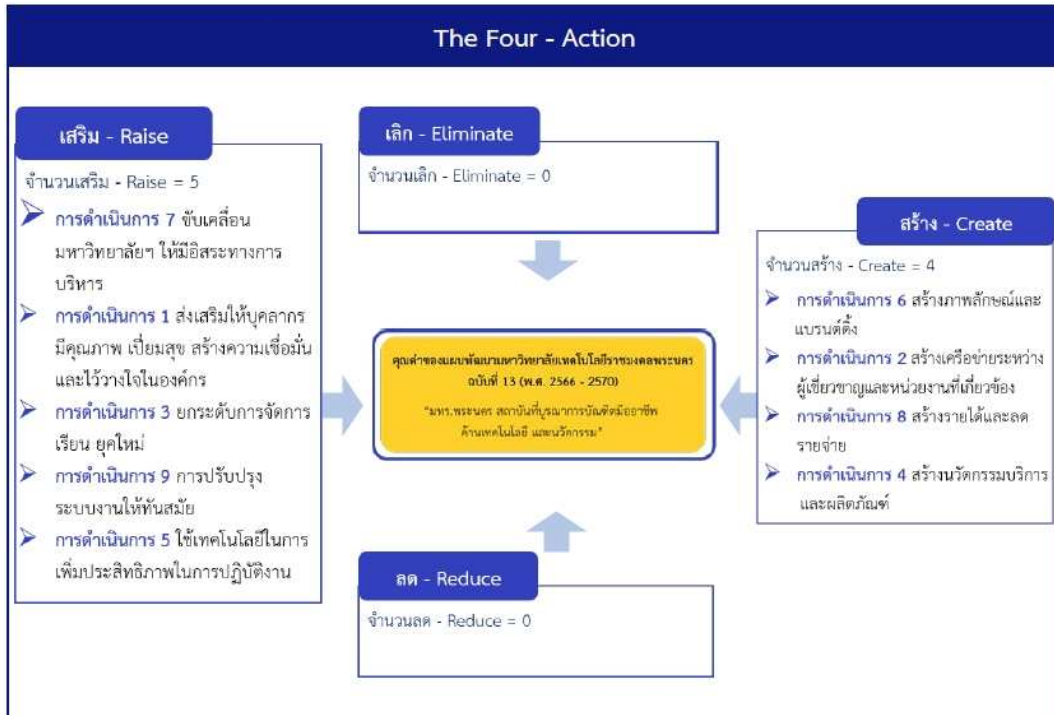 The Four - Action
เสริม - Raise
จำนวนเสริม - Raise = 5
การดำเนินการ 7 ขับเคลื่อน
มหาวิทยาลัยฯ ให้มีอิสระทางการ
บริหาร
การดำเนินการ 1 ส่งเสริมให้บุคลากร
มีคุณภาพ เปี่ยมสุข สร้างความเชื่อมั่น
และไว้วางใจในองค์กร
การดำเนินการ 3 ยกระดับการจัดการ
เรียน ยุคใหม่
การดำเนินการ 9 การปรับปรุง
ระบบงานให้ทันสมัย
การดำเนินการ 5 ใช้เทคโนโลยีในการ
เพิ่มประสิทธิภาพในการปฏิบัติงาน
เลิก - Eliminate
จำนวนเลิก - Eliminate = 0
คุณค่าของแผนพัฒนามหาวิทยาลัยเทคโนโลยีราชมงคลพระนคร
ฉบับที่ 13 (พ.ศ. 2566 - 2570)
"มทร.พระนคร สถาบันที่บูรณาการบัณฑิตมืออาชีพ
ด้านเทคโนโลยี และนวัตกรรม"
สร้าง - Create
จำนวนสร้าง - Create = 4
การดำเนินการ 6 สร้างภาพลักษณ์และ
แบรนด์ดิ้ง
การดำเนินการ 2 สร้างเครือข่ายระหว่าง
ผู้เชี่ยวชาญและหน่วยงานที่เกี่ยวข้อง
การดำเนินการ 8 สร้างรายได้และลด
รายจ่าย
การดำเนินการ 4 สร้างนวัตกรรมบริการ
และผลิตภัณฑ์
ลด - Reduce
จำนวนลด - Reduce = 0